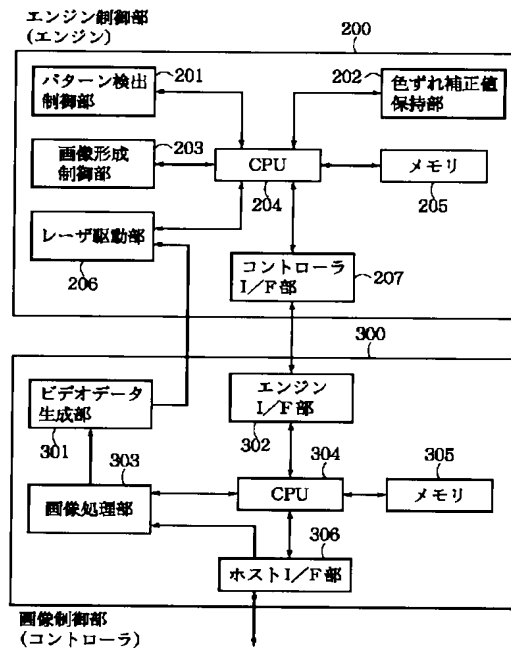 エンジン制御部
(エンジン)
200
パターン検出
制御部
201
202
色ずれ補正値
保持部
画像形成
制御部
203
CPU
204
メモリ
205
レーザ駆動部
206
コントローラ
I/F部
207
300
ビデオデータ
生成部
301
エンジン
I/F部
302
303
画像処理部
304
CPU
305
メモリ
306
ホストI/F部
画像制御部
(コントローラ)